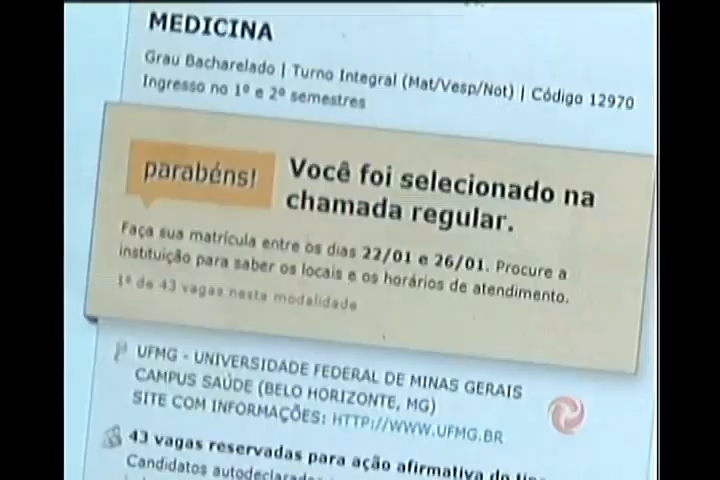 MEDICINA
Grau Bacharelado | Turno Integral (Mat/Vesp/Not) | Código 12970
Ingresso no 1º e 2º semestres
parabéns!
Você foi selecionado na
chamada regular.
Faça sua matrícula entre os dias 22/01 e 26/01. Procure a
instituição para saber os locais e os horários de atendimento.
1º de 43 vagas nesta modalidade
UFMG - UNIVERSIDADE FEDERAL DE MINAS GERAIS
CAMPUS SAÚDE (BELO HORIZONTE, MG)
SITE COM INFORMAÇÕES: HTTP://WWW.UFMG.BR
43 vagas reservadas para ação afirmativa do
Candidatos